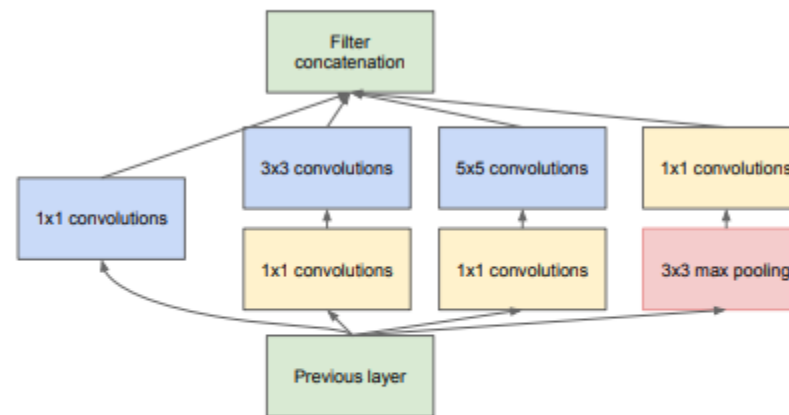 Filter
concatenation
3x3 convolutions
5x5 convolutions
1x1 convolutions
1x1 convolutions
1x1 convolutions
1x1 convolutions
3x3 max pooling
Previous layer